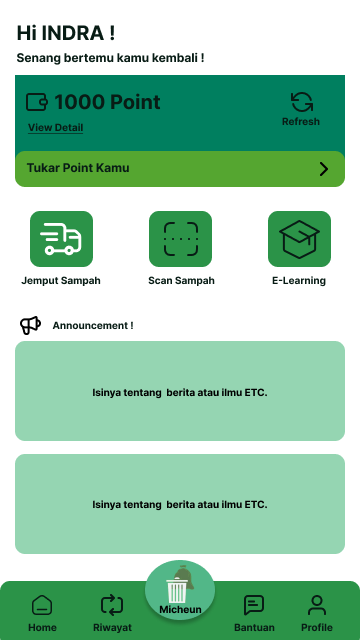 Hi INDRA !
Senang bertemu kamu kembali !
1000 Point
View Detail
Refresh
Tukar Point Kamu
Jemput Sampah
Scan Sampah
E-Learning
Announcement !
Isinya tentang  berita atau ilmu ETC.
Isinya tentang  berita atau ilmu ETC.
Home
Riwayat
Micheun
Bantuan
Profile